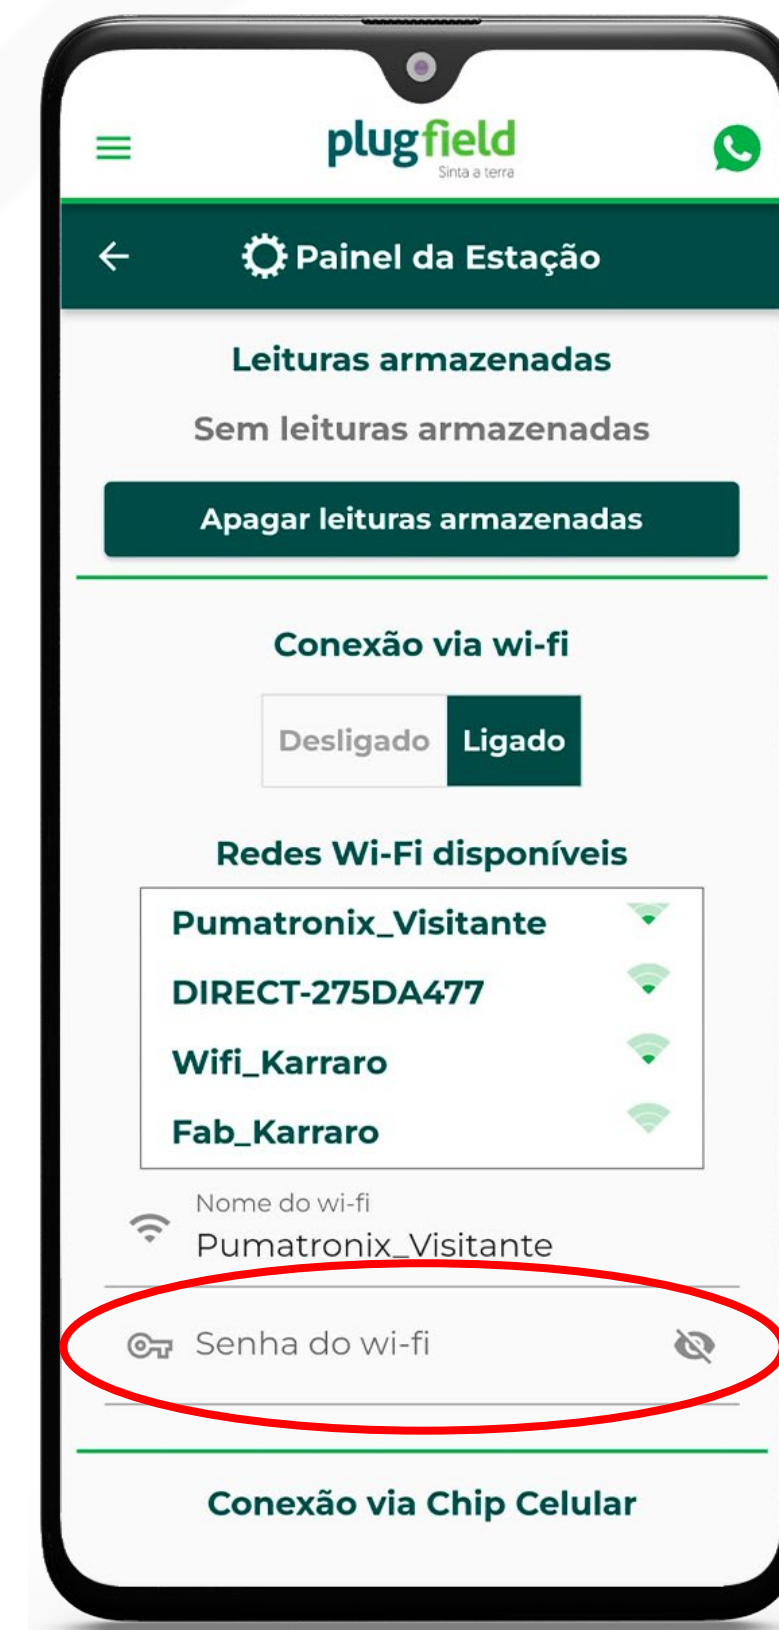 plugfield
Sinta a terra
Painel da Estação
Leituras armazenadas
Sem leituras armazenadas
Apagar leituras armazenadas
Conexão via wi-fi
Desligado Ligado
Redes Wi-Fi disponíveis
Pumatronix_Visitante
DIRECT-275DA477
Wifi_Karraro
Fab_Karraro
Nome do wi-fi
Pumatronix_Visitante
Senha do wi-fi
Conexão via Chip Celular